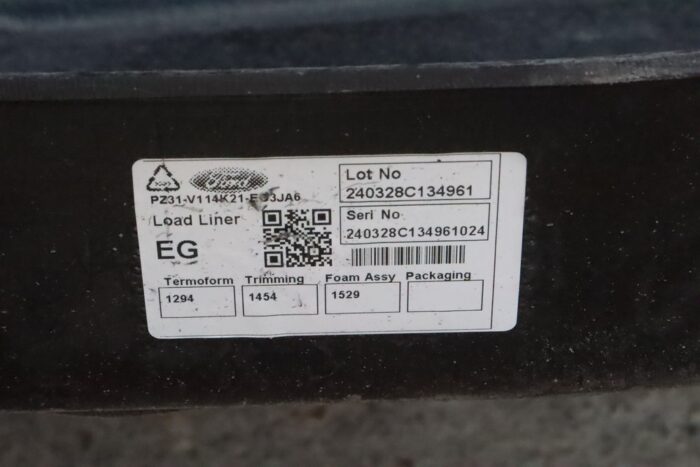 Ford
PZ31-V114K21-EG3JA6
Load Liner
EG
Lot No
240328C134961
Seri No
240328C134961024
Termoform Trimming Foam Assy Packaging
1294 1454 1529